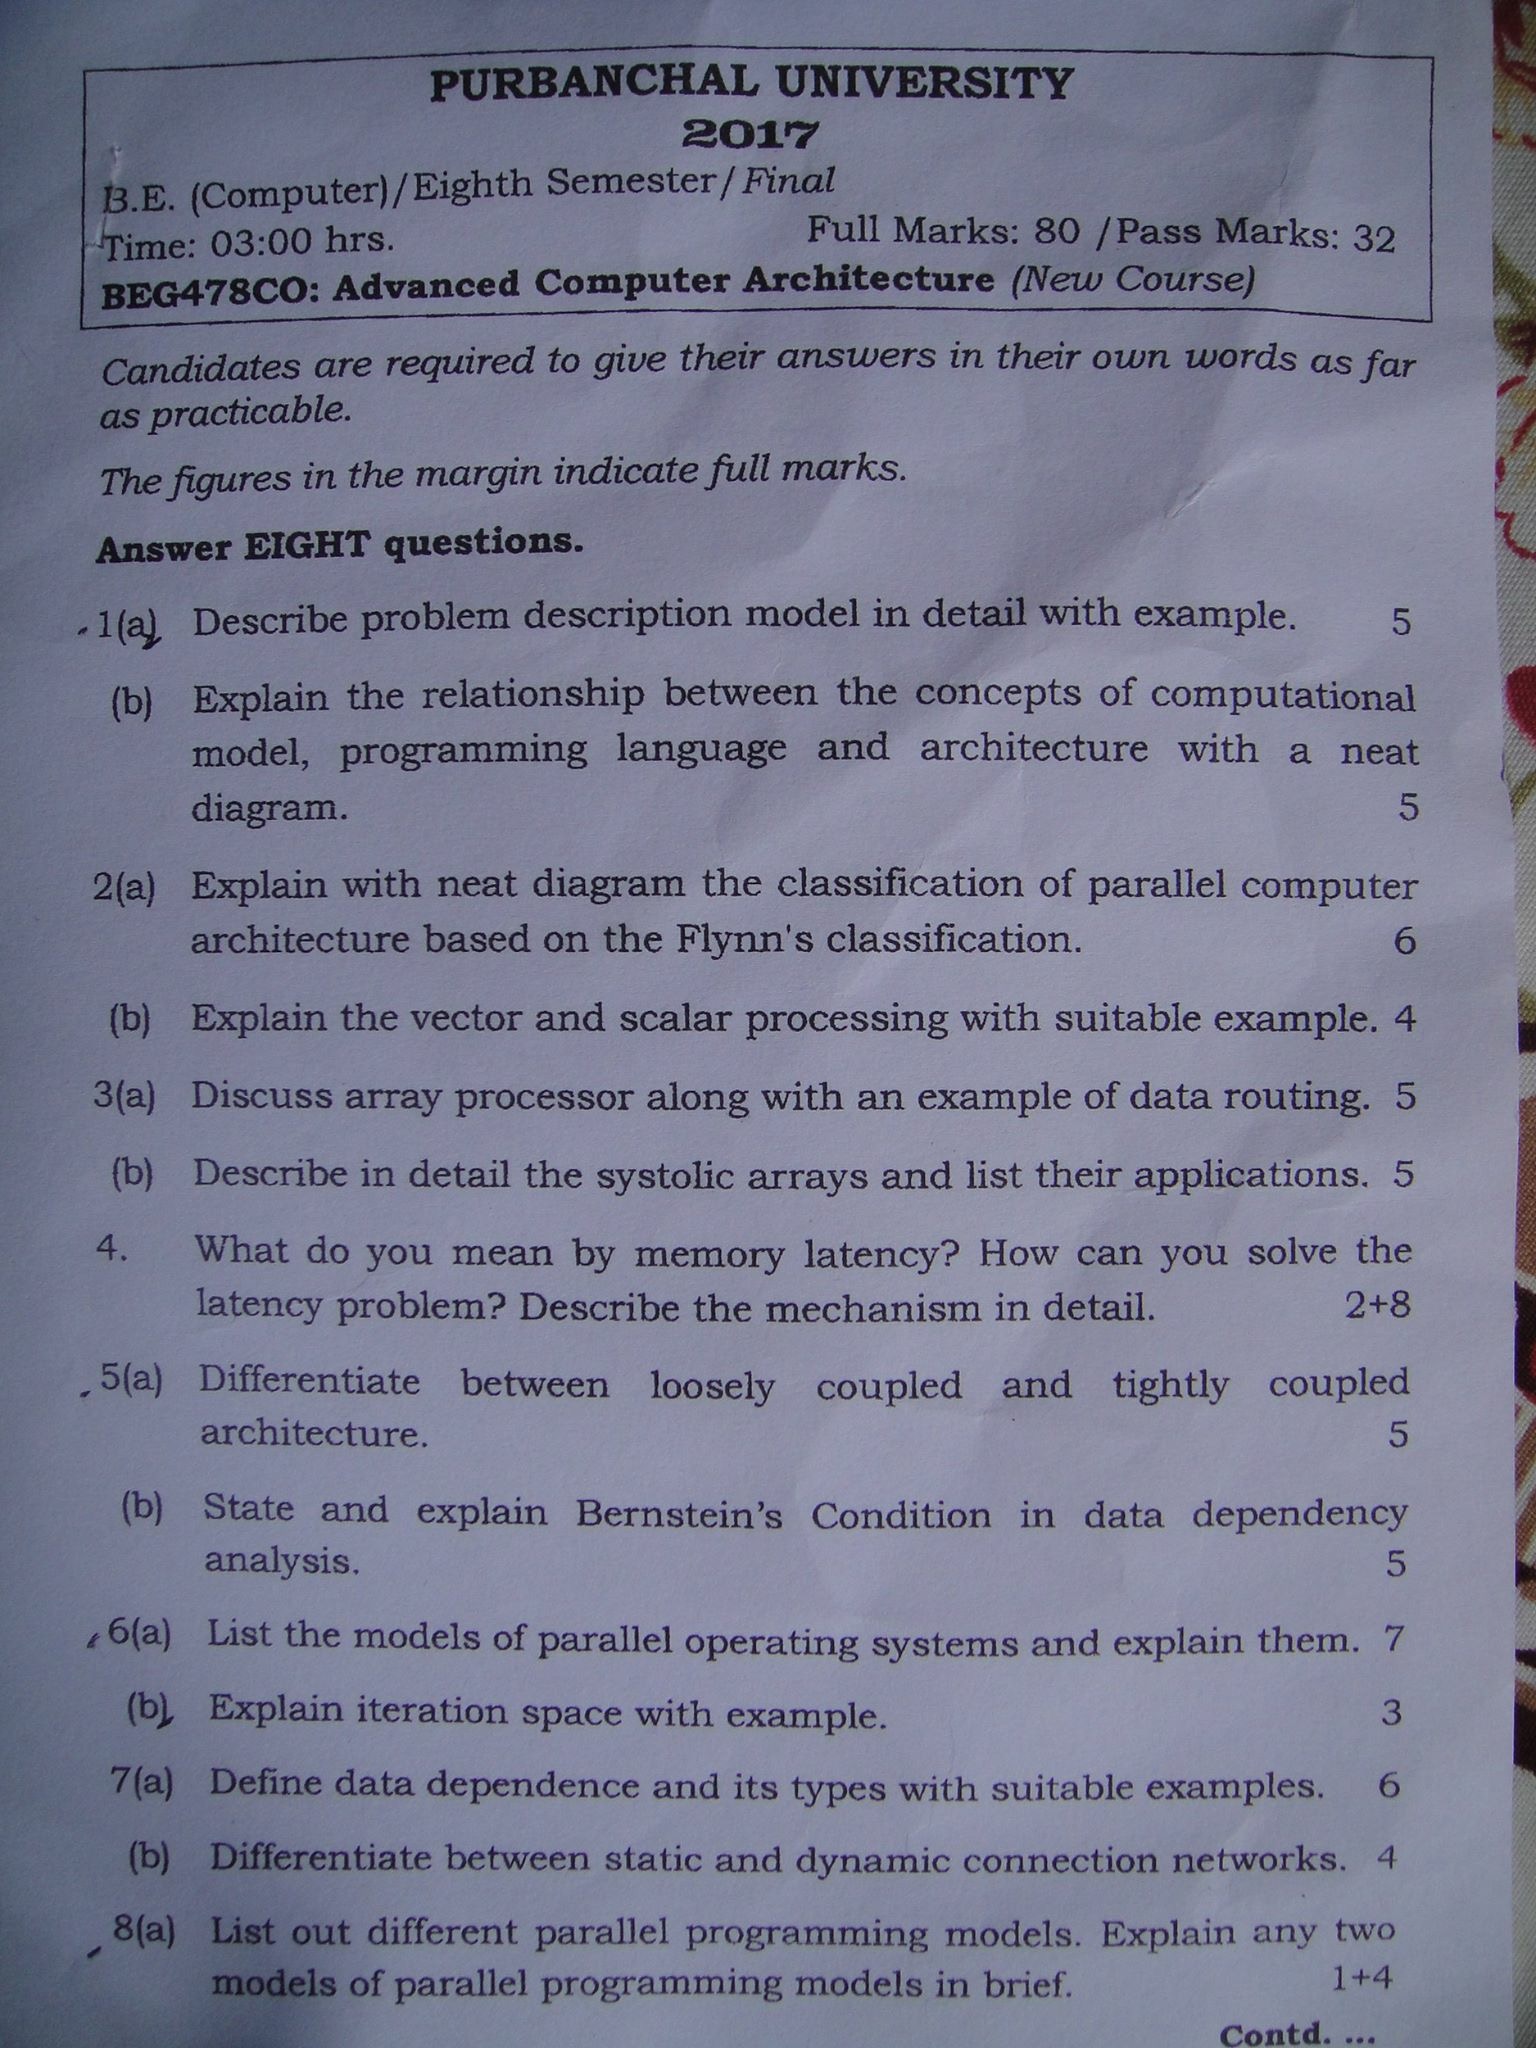 PURBANCHAL UNIVERSITY
2017
B.E. (Computer)/Eighth Semester/Final
Time: 03:00 hrs. Full Marks: 80 /Pass Marks: 32
BEG478CO: Advanced Computer Architecture (New Course)
Candidates are required to give their answers in their own words as far
as practicable.
The figures in the margin indicate full marks.
Answer EIGHT questions.
1(a) Describe problem description model in detail with example. 5
(b) Explain the relationship between the concepts of computational
model, programming language and architecture with a neat
diagram. 5
2(a) Explain with neat diagram the classification of parallel computer
architecture based on the Flynn's classification. 6
(b) Explain the vector and scalar processing with suitable example. 4
3(a) Discuss array processor along with an example of data routing. 5
(b) Describe in detail the systolic arrays and list their applications. 5
4. What do you mean by memory latency? How can you solve the
latency problem? Describe the mechanism in detail. 2+8
5(a) Differentiate between loosely coupled and tightly coupled
architecture. 5
(b) State and explain Bernstein's Condition in data dependency
analysis. 5
6(a) List the models of parallel operating systems and explain them. 7
(b) Explain iteration space with example. 3
7(a) Define data dependence and its types with suitable examples. 6
(b) Differentiate between static and dynamic connection networks. 4
8(a) List out different parallel programming models. Explain any two
models of parallel programming models in brief. 1+4
Contd. ...